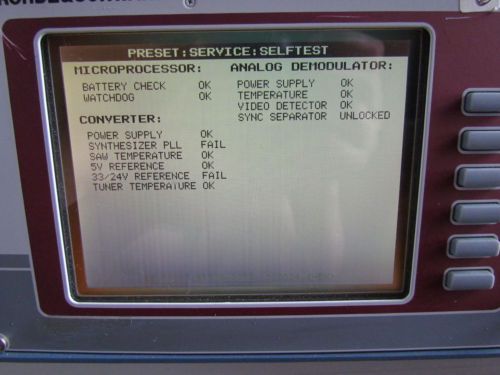 PRESET:SERVICE:SELFTEST
MICROPROCESSOR:
BATTERY CHECK OK
WATCHDOG OK
CONVERTER:
POWER SUPPLY OK
SYNTHESIZER PLL FAIL
SAW TEMPERATURE OK
5V REFERENCE OK
33/24V REFERENCE FAIL
TUNER TEMPERATURE OK
ANALOG DEMODULATOR:
POWER SUPPLY OK
TEMPERATURE OK
VIDEO DETECTOR OK
SYNC SEPARATOR UNLOCKED